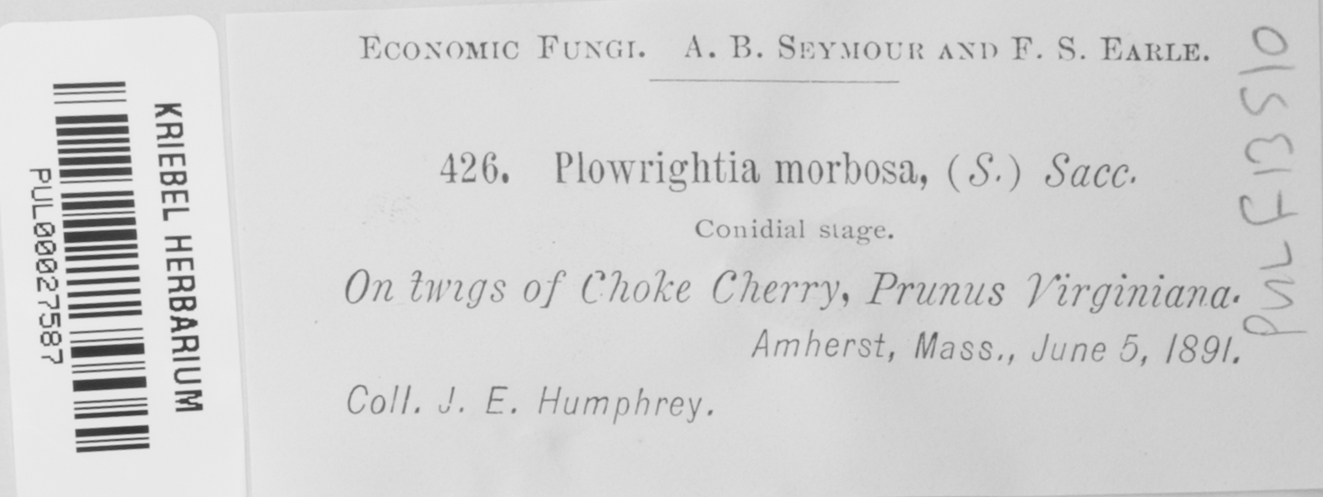 KRIEBEL HERBARIUM
PUL00027587
ECONOMIC FUNGI. A. B. SEYMOUR AND F. S. EARLE.
426. Plowrightia morbosa, (S.) Sacc.
Conidial stage.
On twigs of Choke Cherry, Prunus Virginiana.
Amherst, Mass., June 5, 1891.
Coll. J. E. Humphrey.
PUL F13510